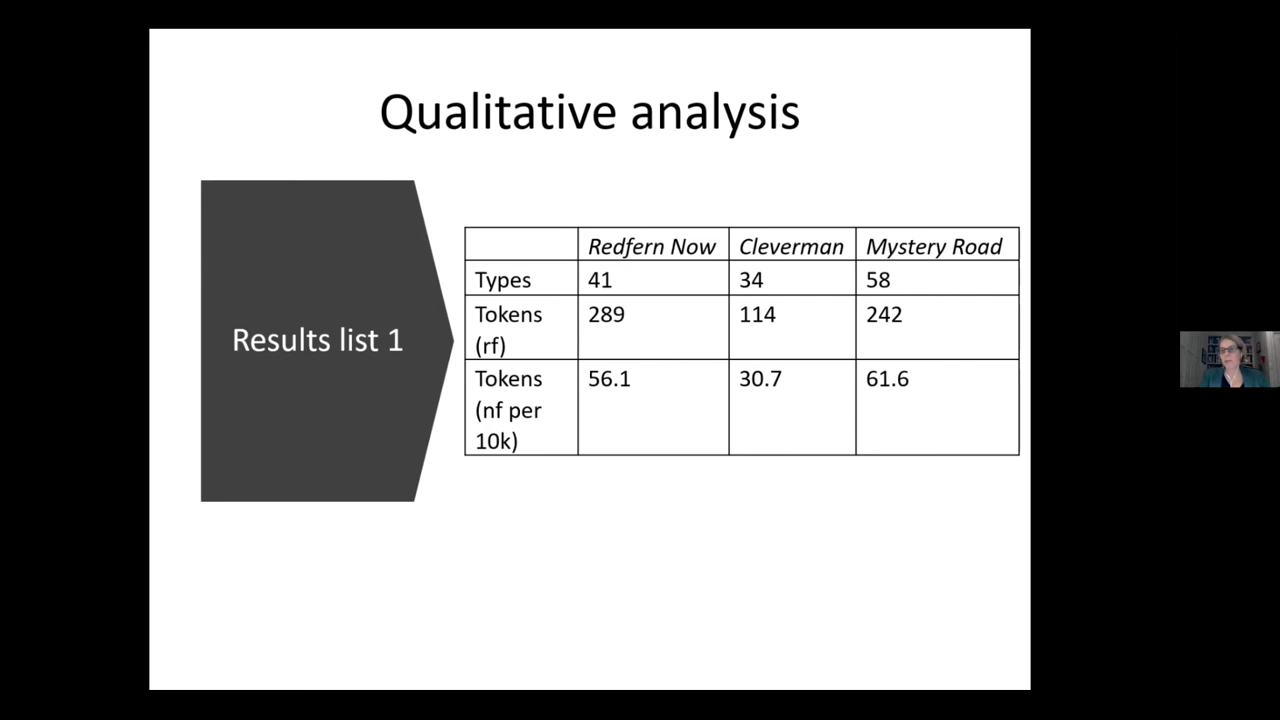 Qualitative analysis
Results list 1
Redfern Now Cleverman Mystery Road
Types 41 34 58
Tokens 289 114 242
(rf)
Tokens 56.1 30.7 61.6
(nf per
10k)